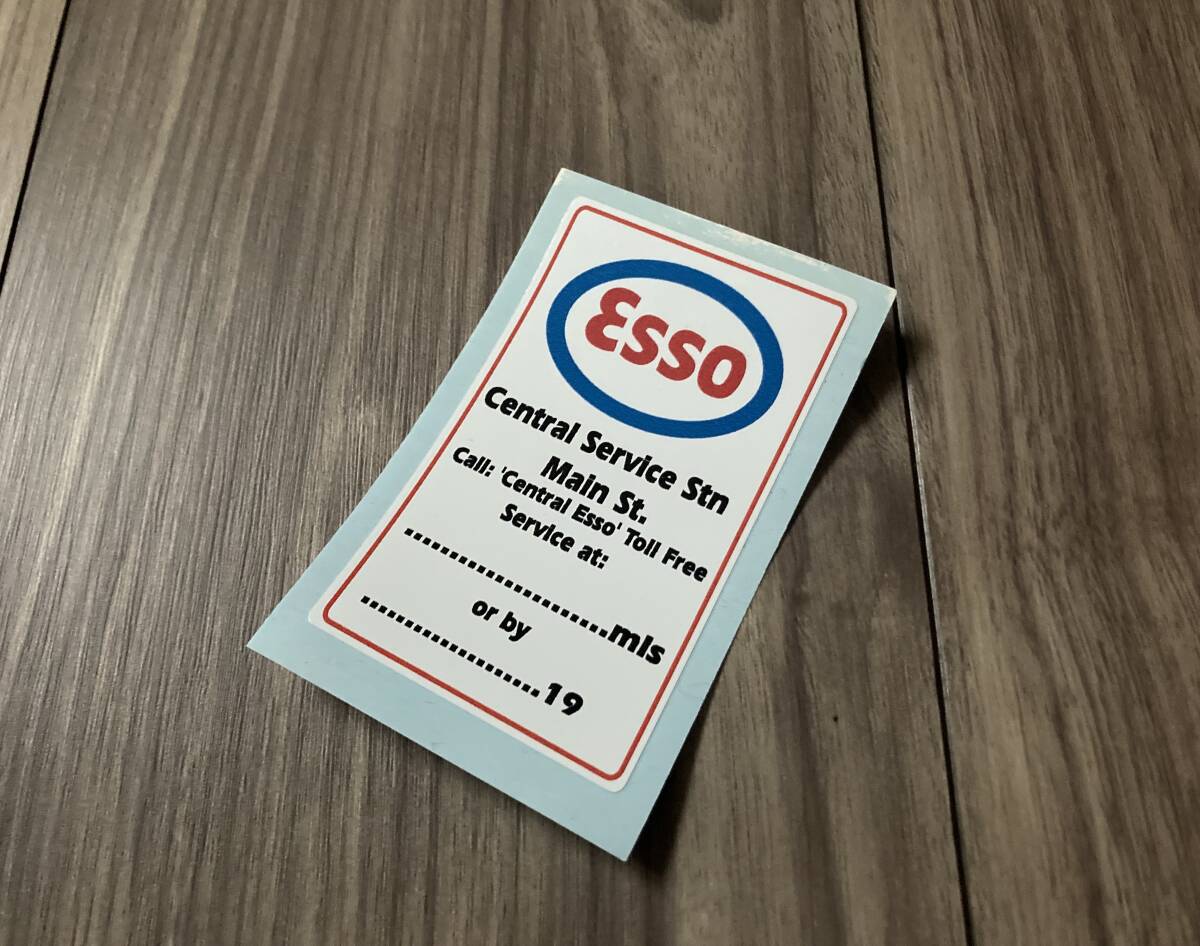 Esso
Central Service Stn
Main St.
Call: 'Central Esso' Toll Free
Service at:
.......................mls
or by
....................19